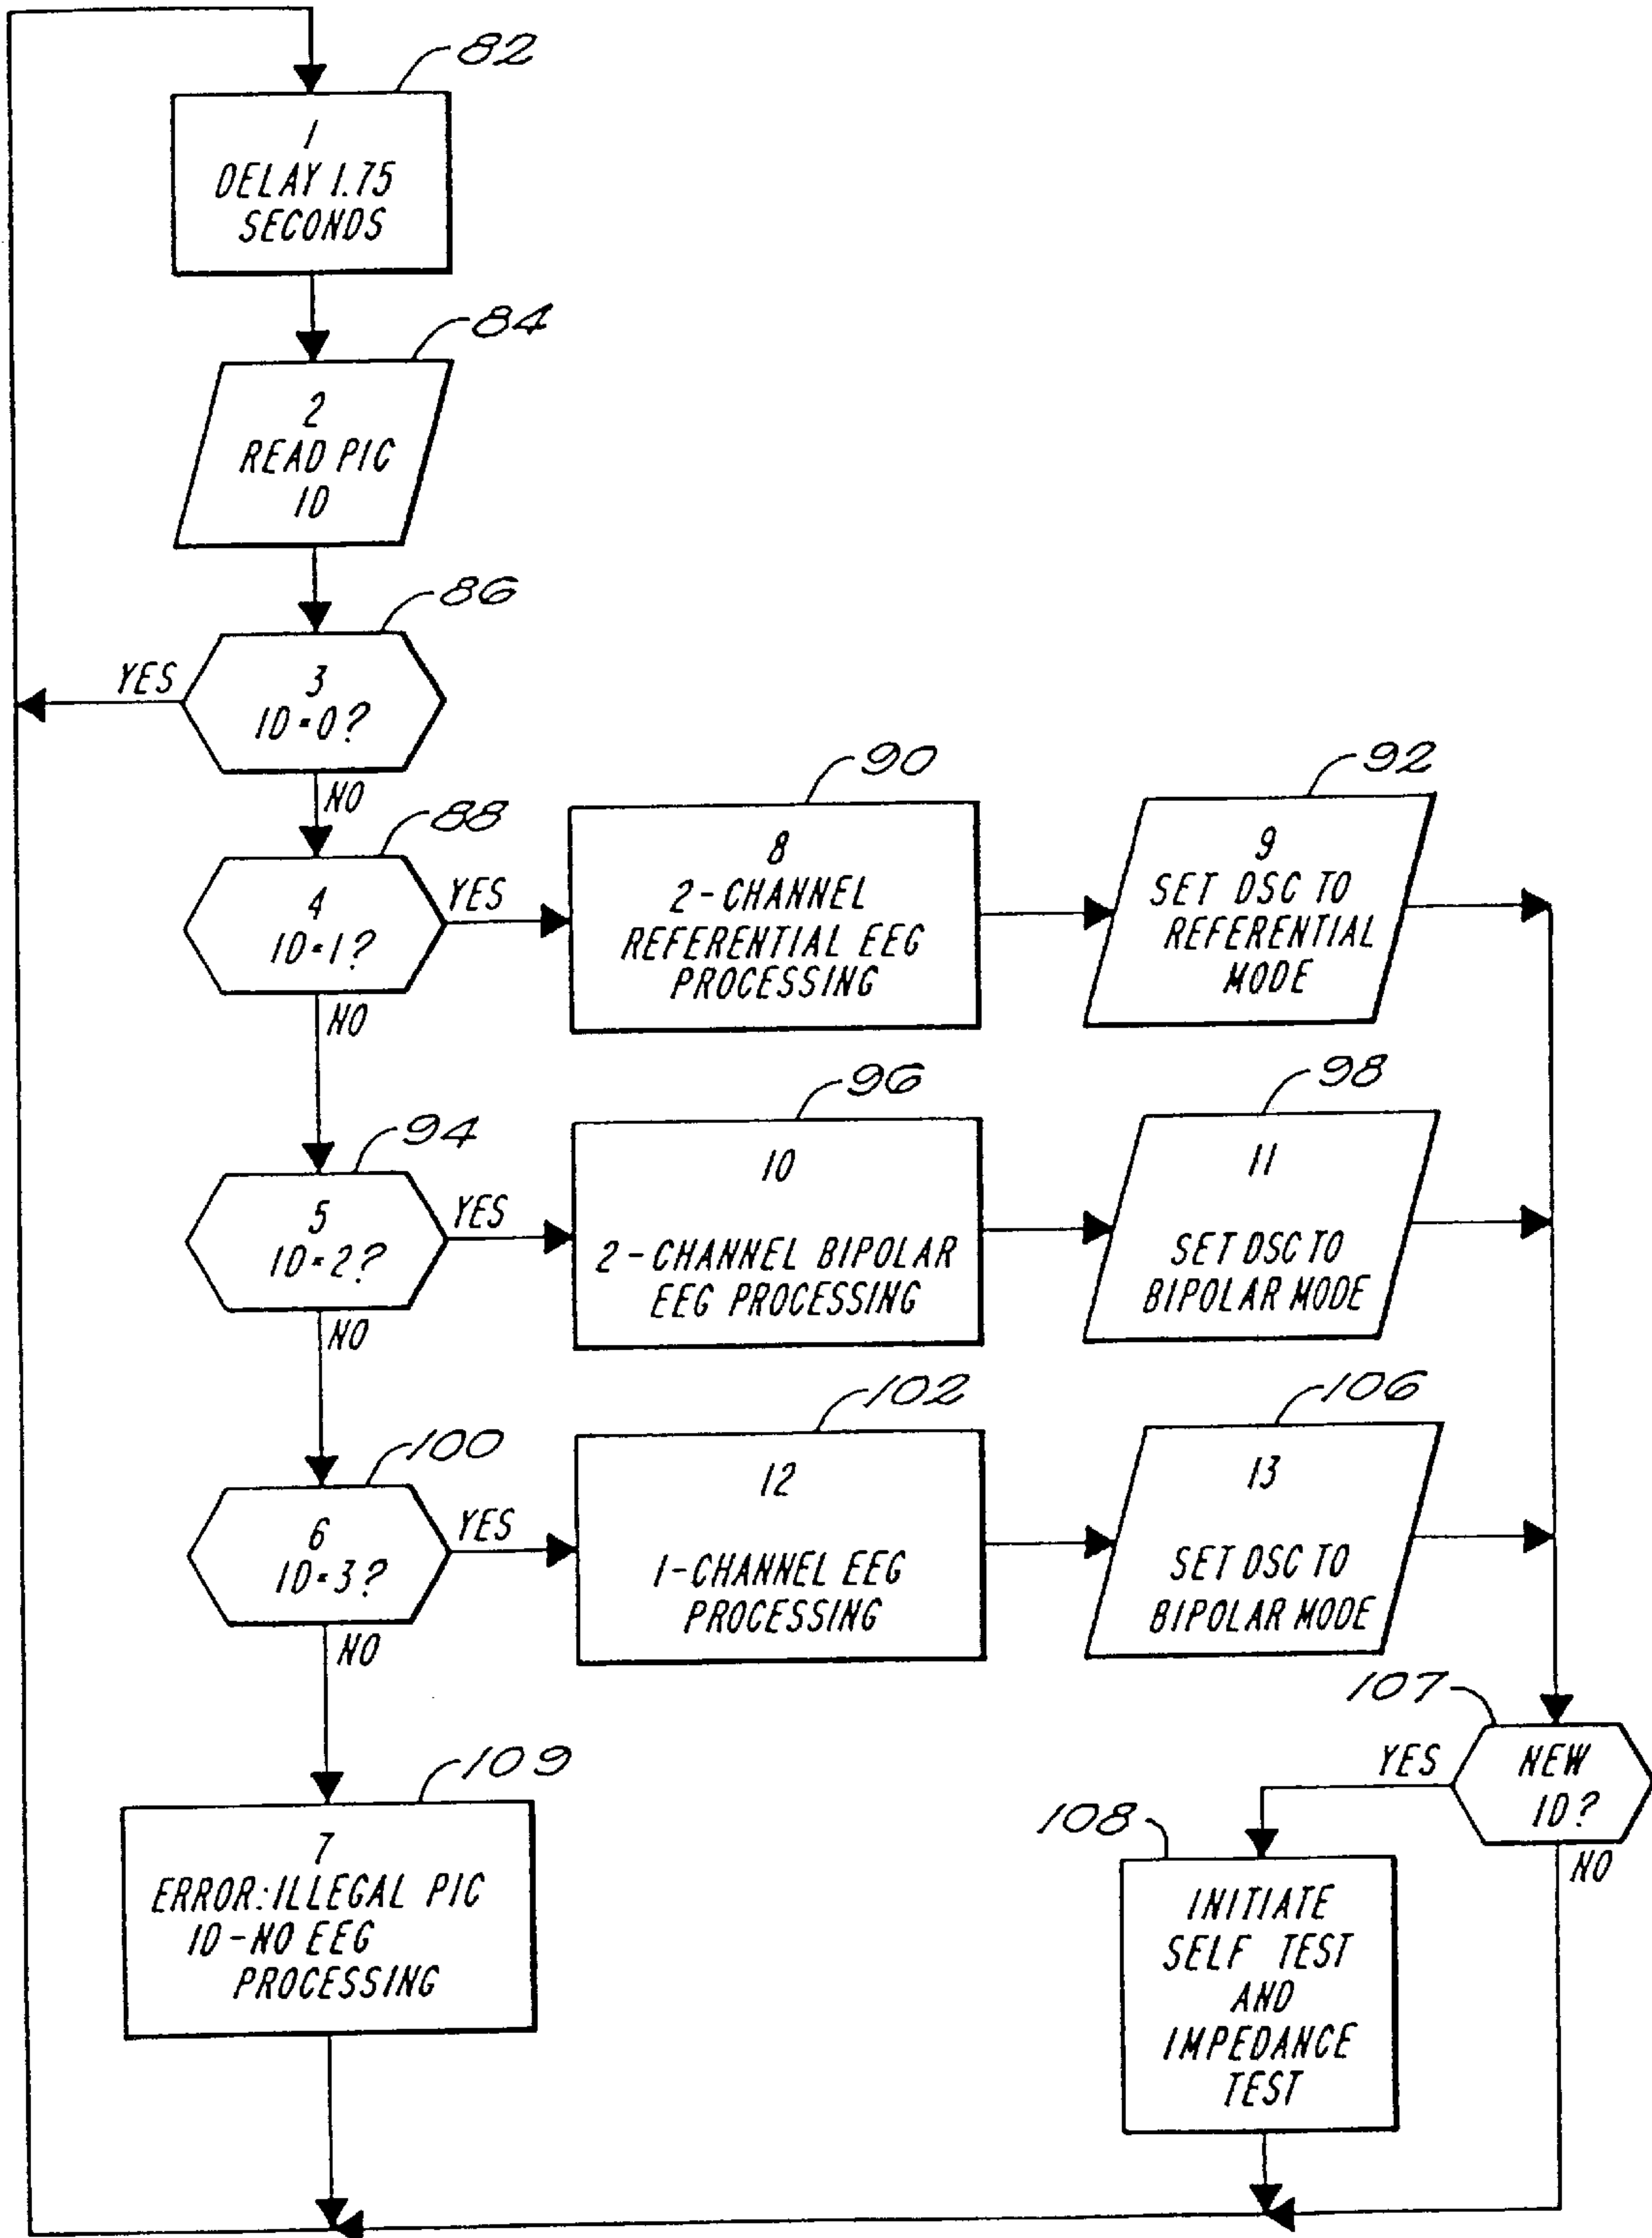 82
1
DELAY 1.75
SECONDS
84
2
READ PIC
ID
86
YES
3
ID=0?
NO
88
4
ID=1?
YES
NO
90
8
2-CHANNEL
REFERENTIAL EEG
PROCESSING
92
9
SET DSC TO
REFERENTIAL
MODE
94
5
ID=2?
YES
NO
96
10
2-CHANNEL BIPOLAR
EEG PROCESSING
98
11
SET DSC TO
BIPOLAR MODE
100
6
ID=3?
YES
NO
102
12
1-CHANNEL EEG
PROCESSING
106
13
SET DSC TO
BIPOLAR MODE
107
NEW
ID?
YES
NO
109
7
ERROR:ILLEGAL PIC
ID-NO EEG
PROCESSING
108
INITIATE
SELF TEST
AND
IMPEDANCE
TEST